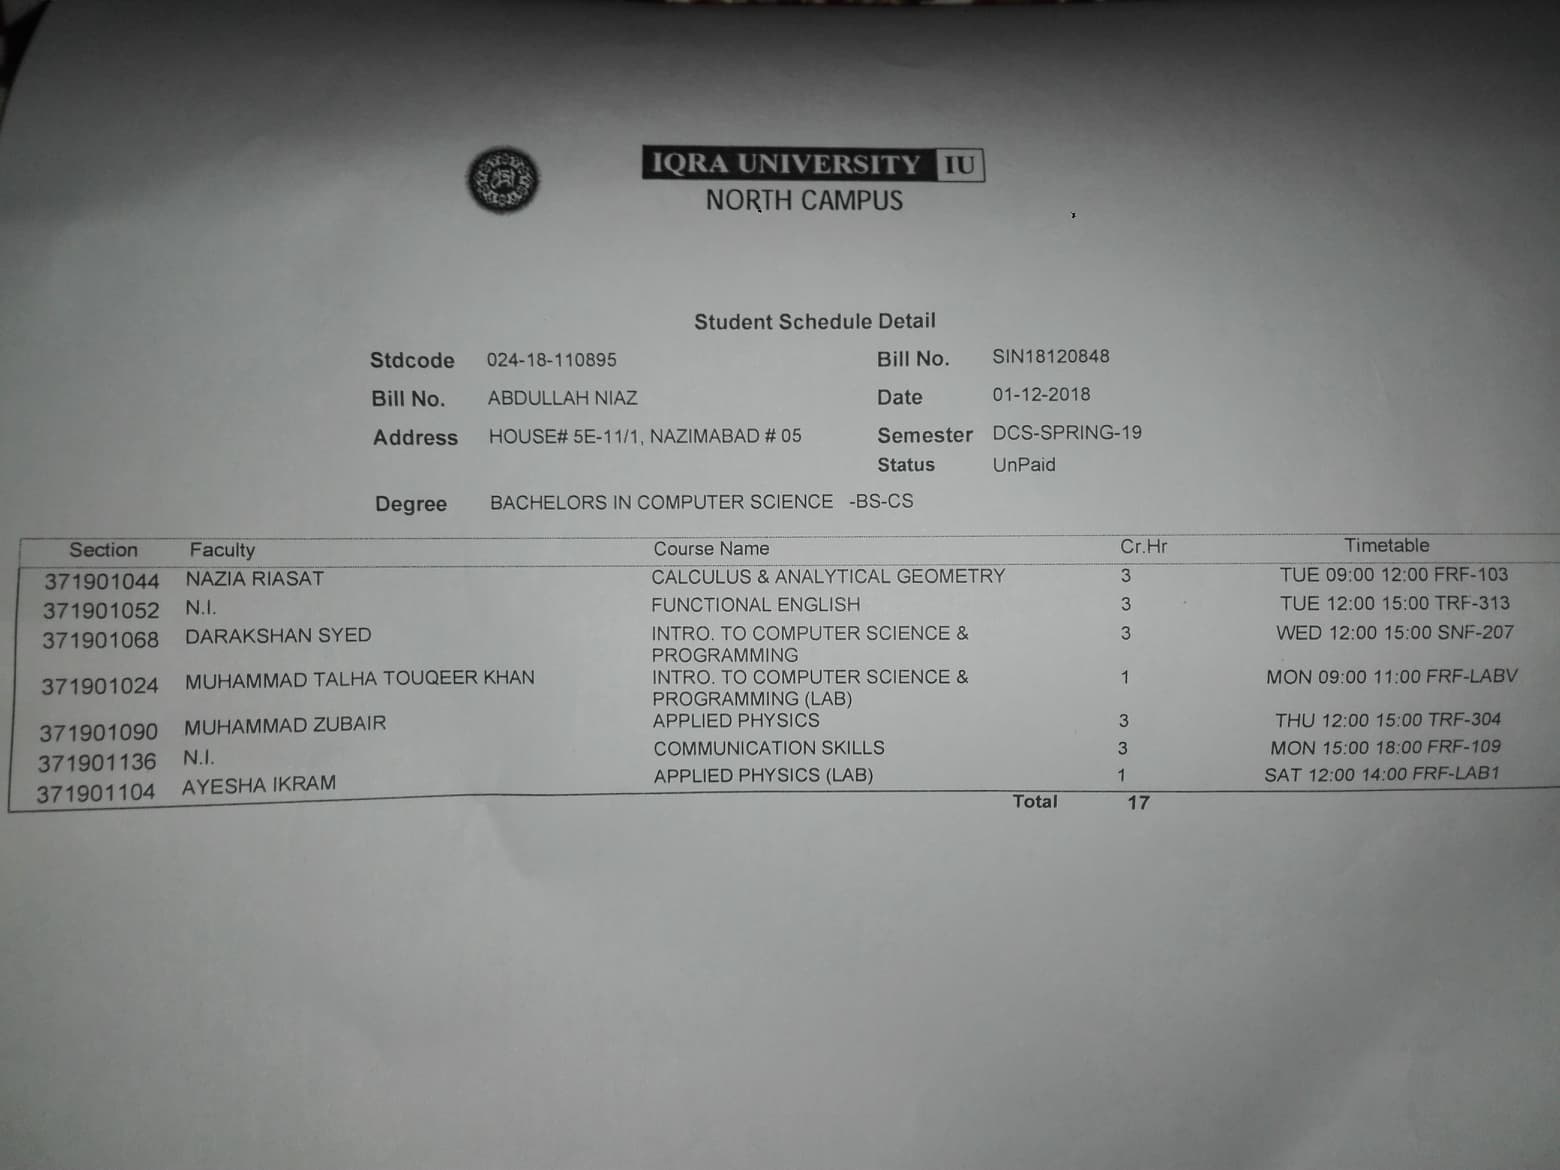 IQRA UNIVERSITY IU
NORTH CAMPUS
Student Schedule Detail
Stdcode 024-18-110895 Bill No. SIN18120848
Bill No. ABDULLAH NIAZ Date 01-12-2018
Address HOUSE# 5E-11/1, NAZIMABAD # 05 Semester DCS-SPRING-19
Status UnPaid
Degree BACHELORS IN COMPUTER SCIENCE -BS-CS
Section Faculty Course Name Cr.Hr Timetable
371901044 NAZIA RIASAT CALCULUS & ANALYTICAL GEOMETRY 3 TUE 09:00 12:00 FRF-103
371901052 N.I. FUNCTIONAL ENGLISH 3 TUE 12:00 15:00 TRF-313
371901068 DARAKSHAN SYED INTRO. TO COMPUTER SCIENCE & 3 WED 12:00 15:00 SNF-207
PROGRAMMING
371901024 MUHAMMAD TALHA TOUQEER KHAN INTRO. TO COMPUTER SCIENCE & 1 MON 09:00 11:00 FRF-LABV
PROGRAMMING (LAB)
371901090 MUHAMMAD ZUBAIR APPLIED PHYSICS 3 THU 12:00 15:00 TRF-304
371901136 N.I. COMMUNICATION SKILLS 3 MON 15:00 18:00 FRF-109
371901104 AYESHA IKRAM APPLIED PHYSICS (LAB) 1 SAT 12:00 14:00 FRF-LAB1
Total 17